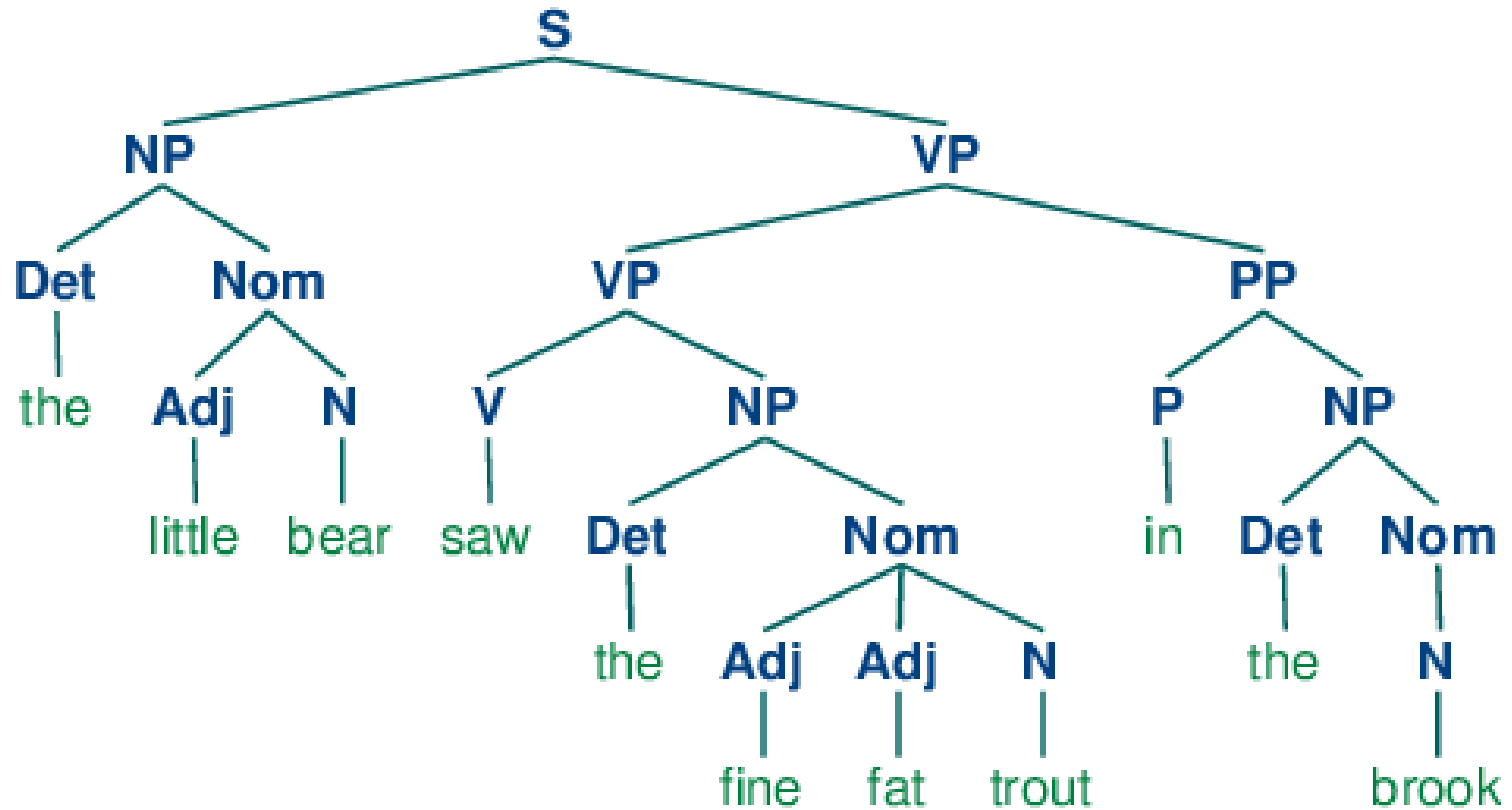 S
NP VP
Det Nom VP PP
the Adj N V NP P NP
little bear saw Det Nom in Det Nom
the Adj Adj N the N
fine fat trout brook